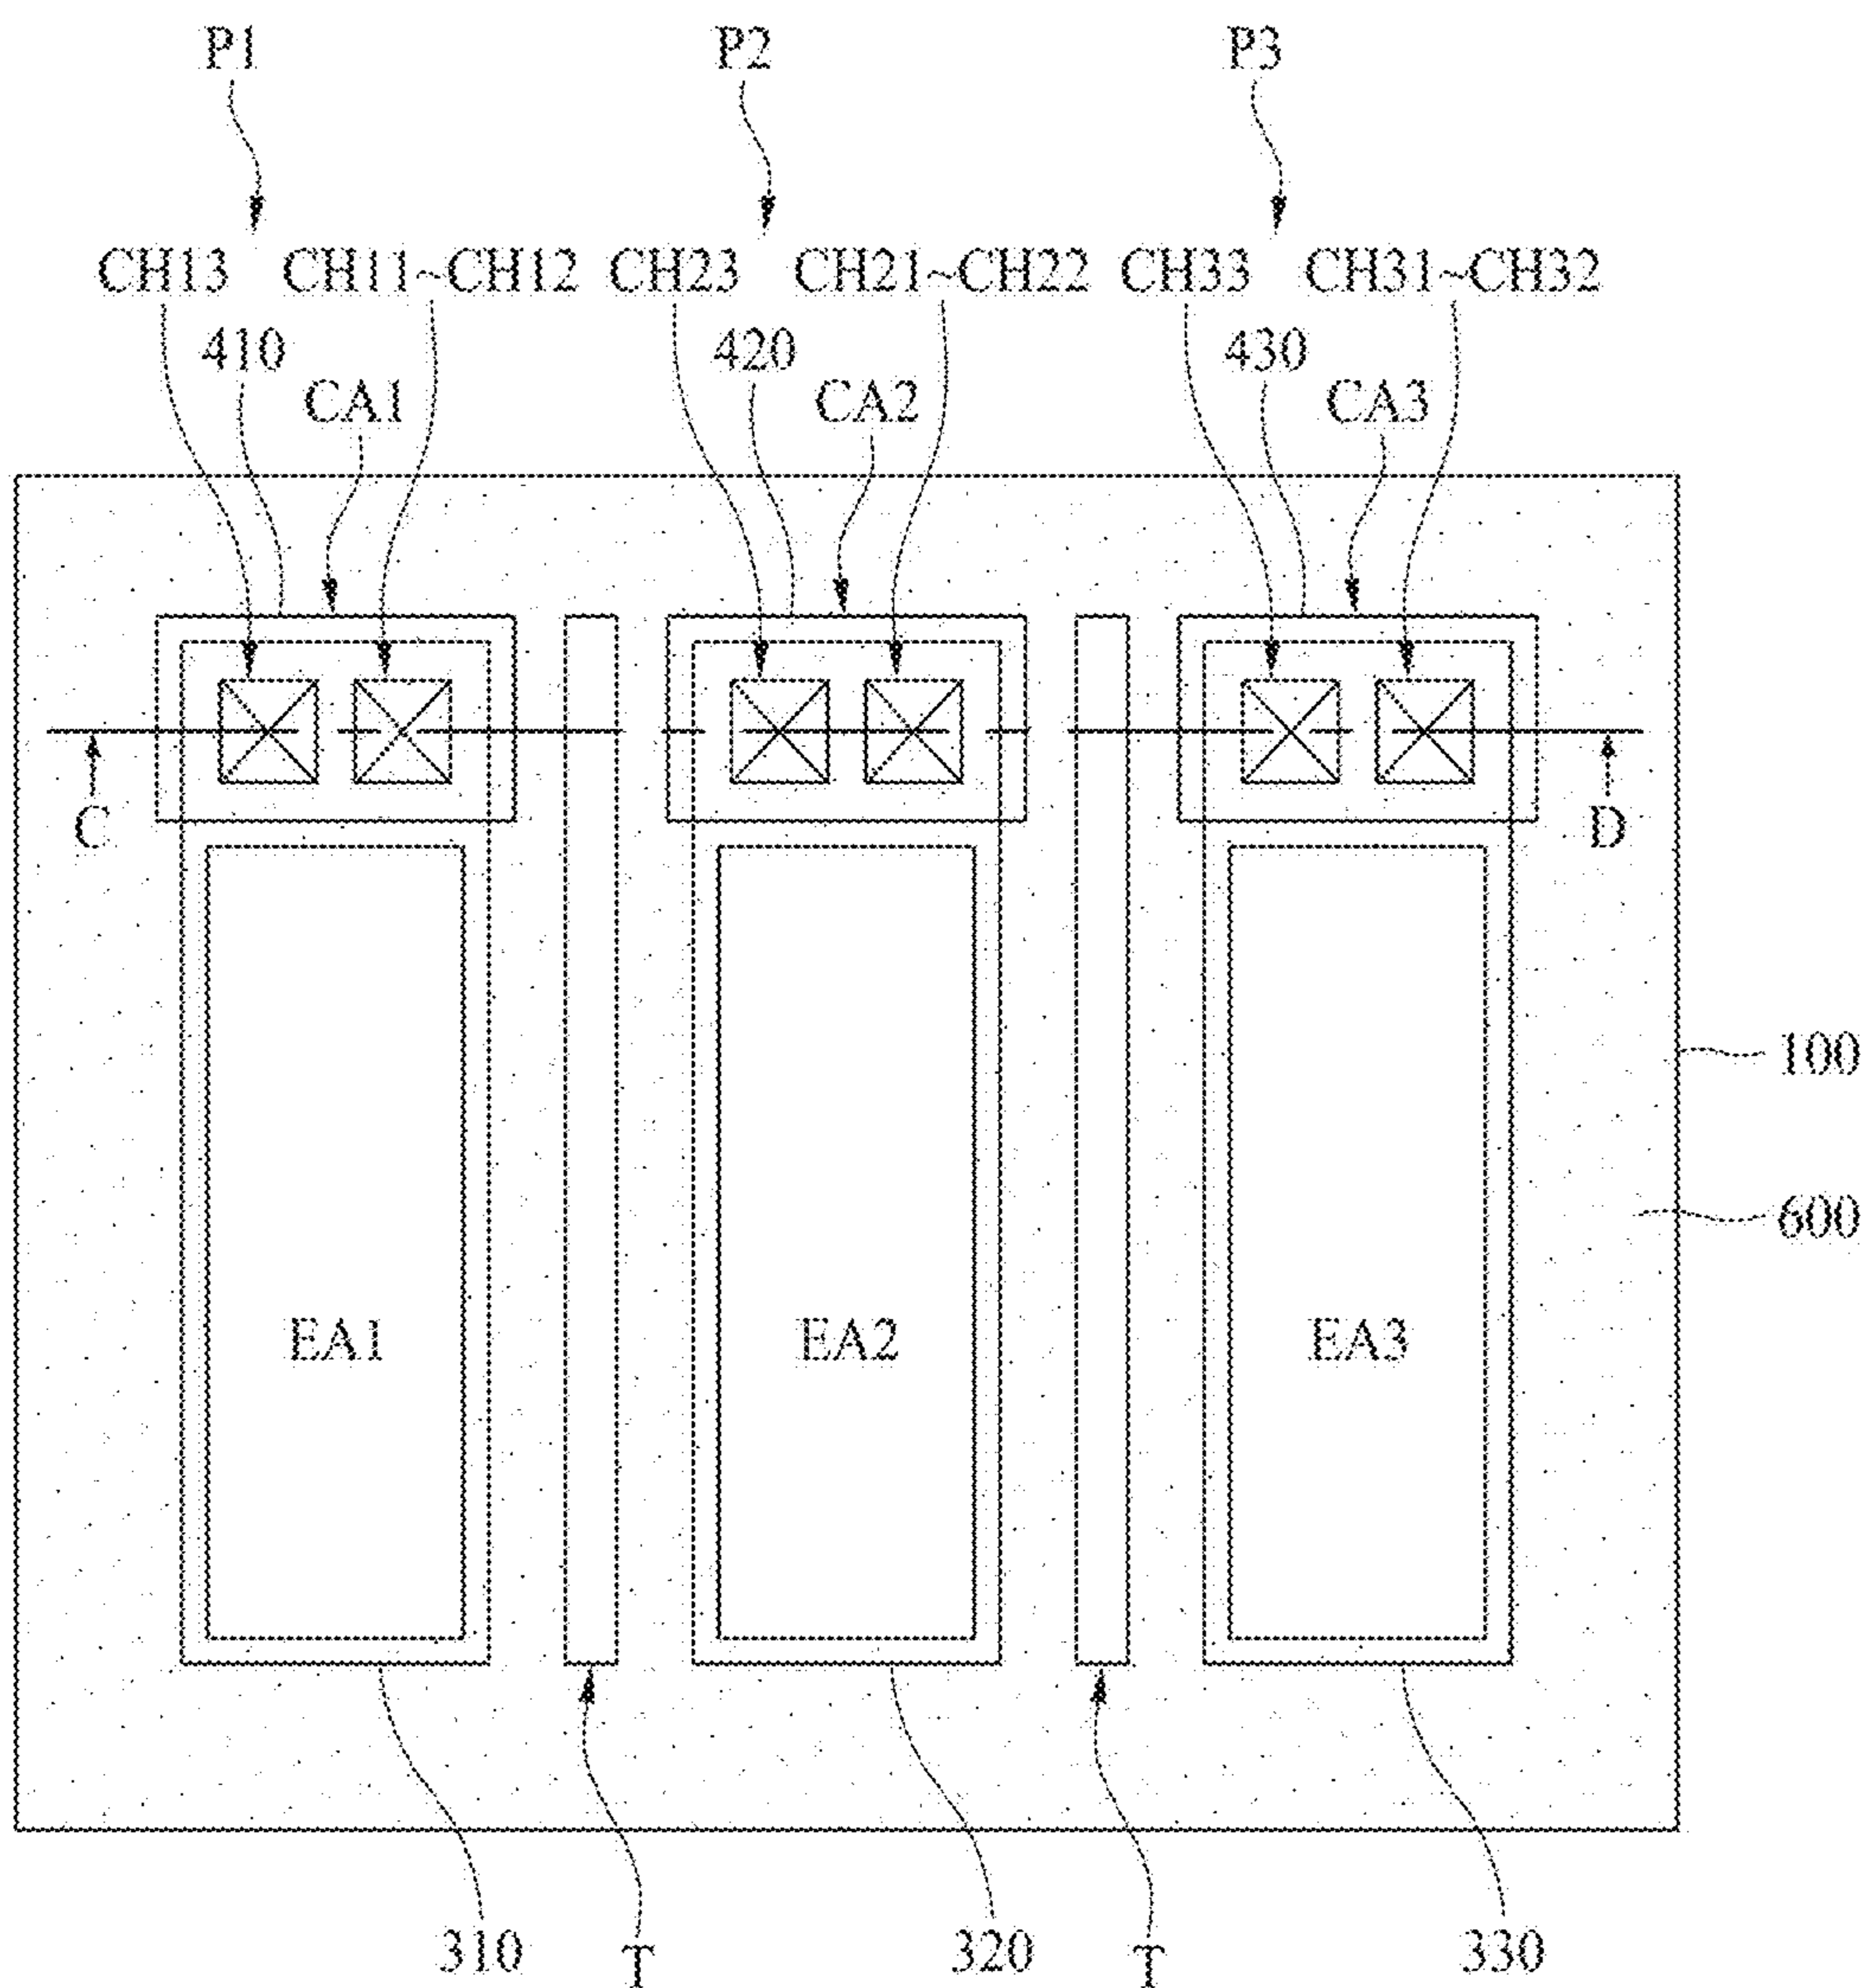 P1 P2 P3
CH13 CH11~CH12 CH23 CH21~CH22 CH33 CH31~CH32
410 420 430
CA1 CA2 CA3
C D
100
600
EA1 EA2 EA3
310 T 320 T 330